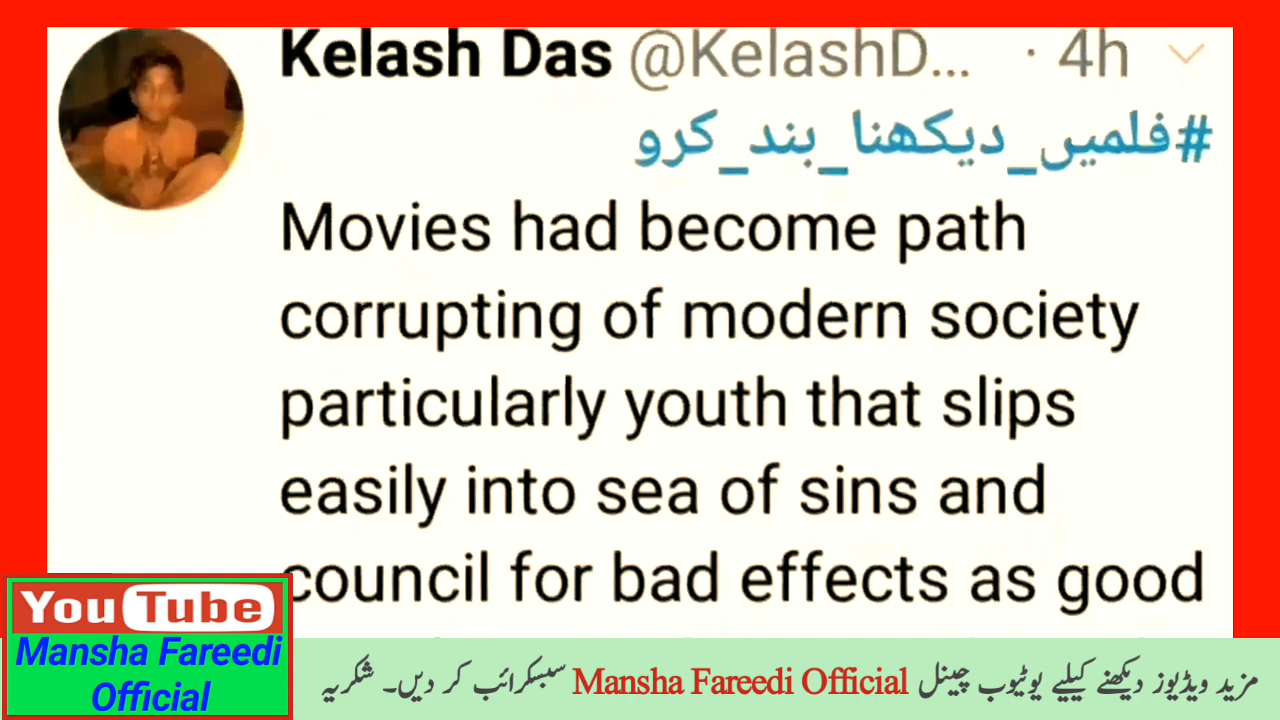 Kelash Das @KelashD... · 4h
#فلمیں_دیکھنا_بند_کرو
Movies had become path
corrupting of modern society
particularly youth that slips
easily into sea of sins and
council for bad effects as good
YouTube
Mansha Fareedi
Official
مزید ویڈیوز دیکھنے کیلیے یوٹیوب چینل Mansha Fareedi Official سبسکرائب کر دیں۔ شکریہ